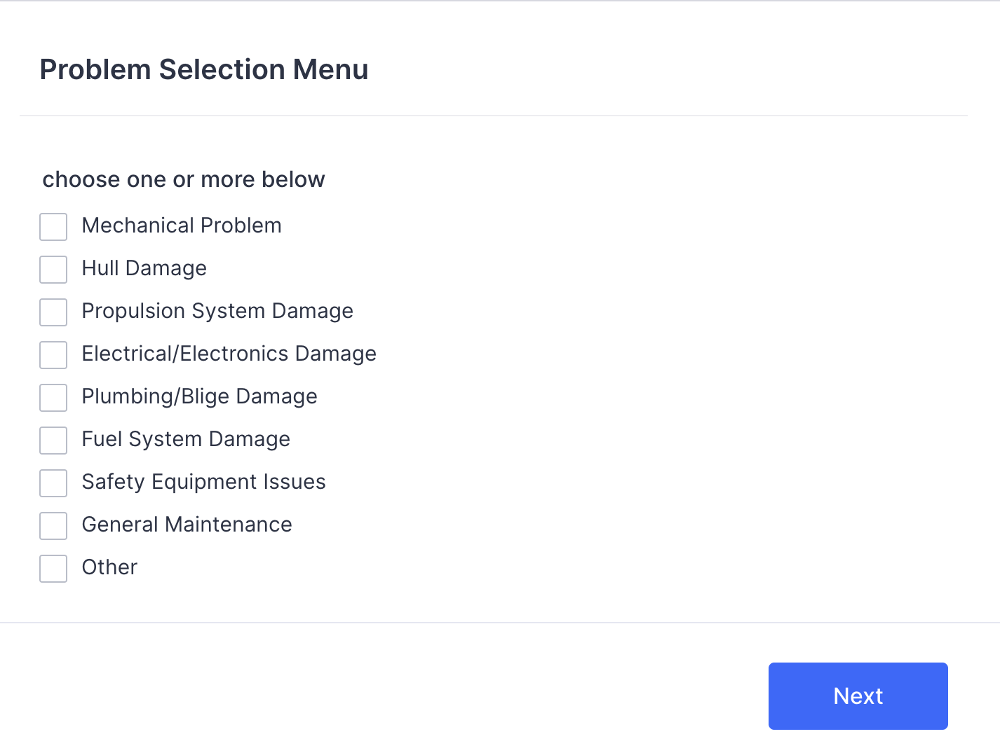 Problem Selection Menu
choose one or more below
Mechanical Problem
Hull Damage
Propulsion System Damage
Electrical/Electronics Damage
Plumbing/Blige Damage
Fuel System Damage
Safety Equipment Issues
General Maintenance
Other
Next